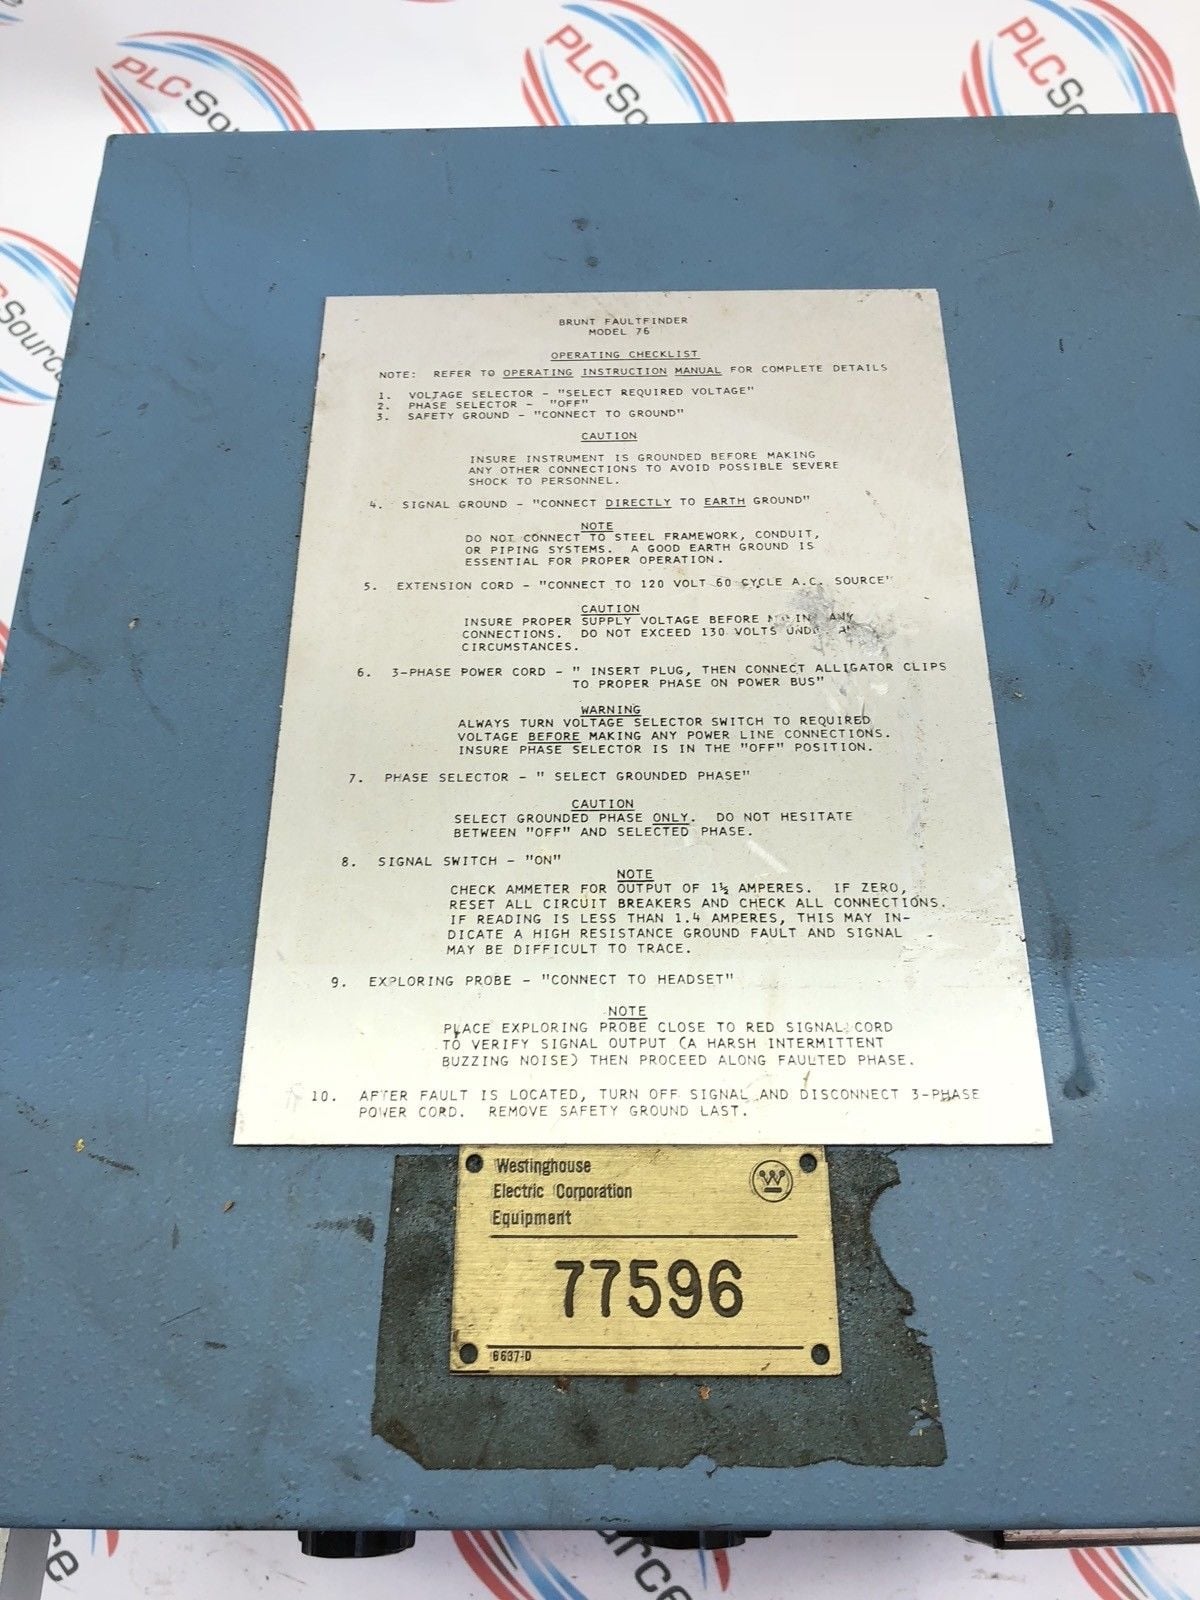 PLCSource
PLCSource
PLCSource
Source
BRUNT FAULTFINDER
MODEL 76
OPERATING CHECKLIST
NOTE: REFER TO OPERATING INSTRUCTION MANUAL FOR COMPLETE DETAILS
1. VOLTAGE SELECTOR - "SELECT REQUIRED VOLTAGE"
2. PHASE SELECTOR - "OFF"
3. SAFETY GROUND - "CONNECT TO GROUND"
CAUTION
INSURE INSTRUMENT IS GROUNDED BEFORE MAKING
ANY OTHER CONNECTIONS TO AVOID POSSIBLE SEVERE
SHOCK TO PERSONNEL.
4. SIGNAL GROUND - "CONNECT DIRECTLY TO EARTH GROUND"
NOTE
DO NOT CONNECT TO STEEL FRAMEWORK, CONDUIT,
OR PIPING SYSTEMS. A GOOD EARTH GROUND IS
ESSENTIAL FOR PROPER OPERATION.
5. EXTENSION CORD - "CONNECT TO 120 VOLT 60 CYCLE A.C. SOURCE"
CAUTION
INSURE PROPER SUPPLY VOLTAGE BEFORE ANY
CONNECTIONS. DO NOT EXCEED 130 VOLTS
CIRCUMSTANCES.
6. 3-PHASE POWER CORD - " INSERT PLUG, THEN CONNECT ALLIGATOR CLIPS
TO PROPER PHASE ON POWER BUS"
WARNING
ALWAYS TURN VOLTAGE SELECTOR SWITCH TO REQUIRED
VOLTAGE BEFORE MAKING ANY POWER LINE CONNECTIONS.
INSURE PHASE SELECTOR IS IN THE "OFF" POSITION.
7. PHASE SELECTOR - " SELECT GROUNDED PHASE"
CAUTION
SELECT GROUNDED PHASE ONLY. DO NOT HESITATE
BETWEEN "OFF" AND SELECTED PHASE.
8. SIGNAL SWITCH - "ON"
NOTE
CHECK AMMETER FOR OUTPUT OF 1½ AMPERES. IF ZERO,
RESET ALL CIRCUIT BREAKERS AND CHECK ALL CONNECTIONS.
IF READING IS LESS THAN 1.4 AMPERES, THIS MAY IN-
DICATE A HIGH RESISTANCE GROUND FAULT AND SIGNAL
MAY BE DIFFICULT TO TRACE.
9. EXPLORING PROBE - "CONNECT TO HEADSET"
NOTE
PLACE EXPLORING PROBE CLOSE TO RED SIGNAL CORD
TO VERIFY SIGNAL OUTPUT (A HARSH INTERMITTENT
BUZZING NOISE) THEN PROCEED ALONG FAULTED PHASE.
10. AFTER FAULT IS LOCATED, TURN OFF SIGNAL AND DISCONNECT 3-PHASE
POWER CORD. REMOVE SAFETY GROUND LAST.
Westinghouse
Electric Corporation
Equipment
77596
6637-D